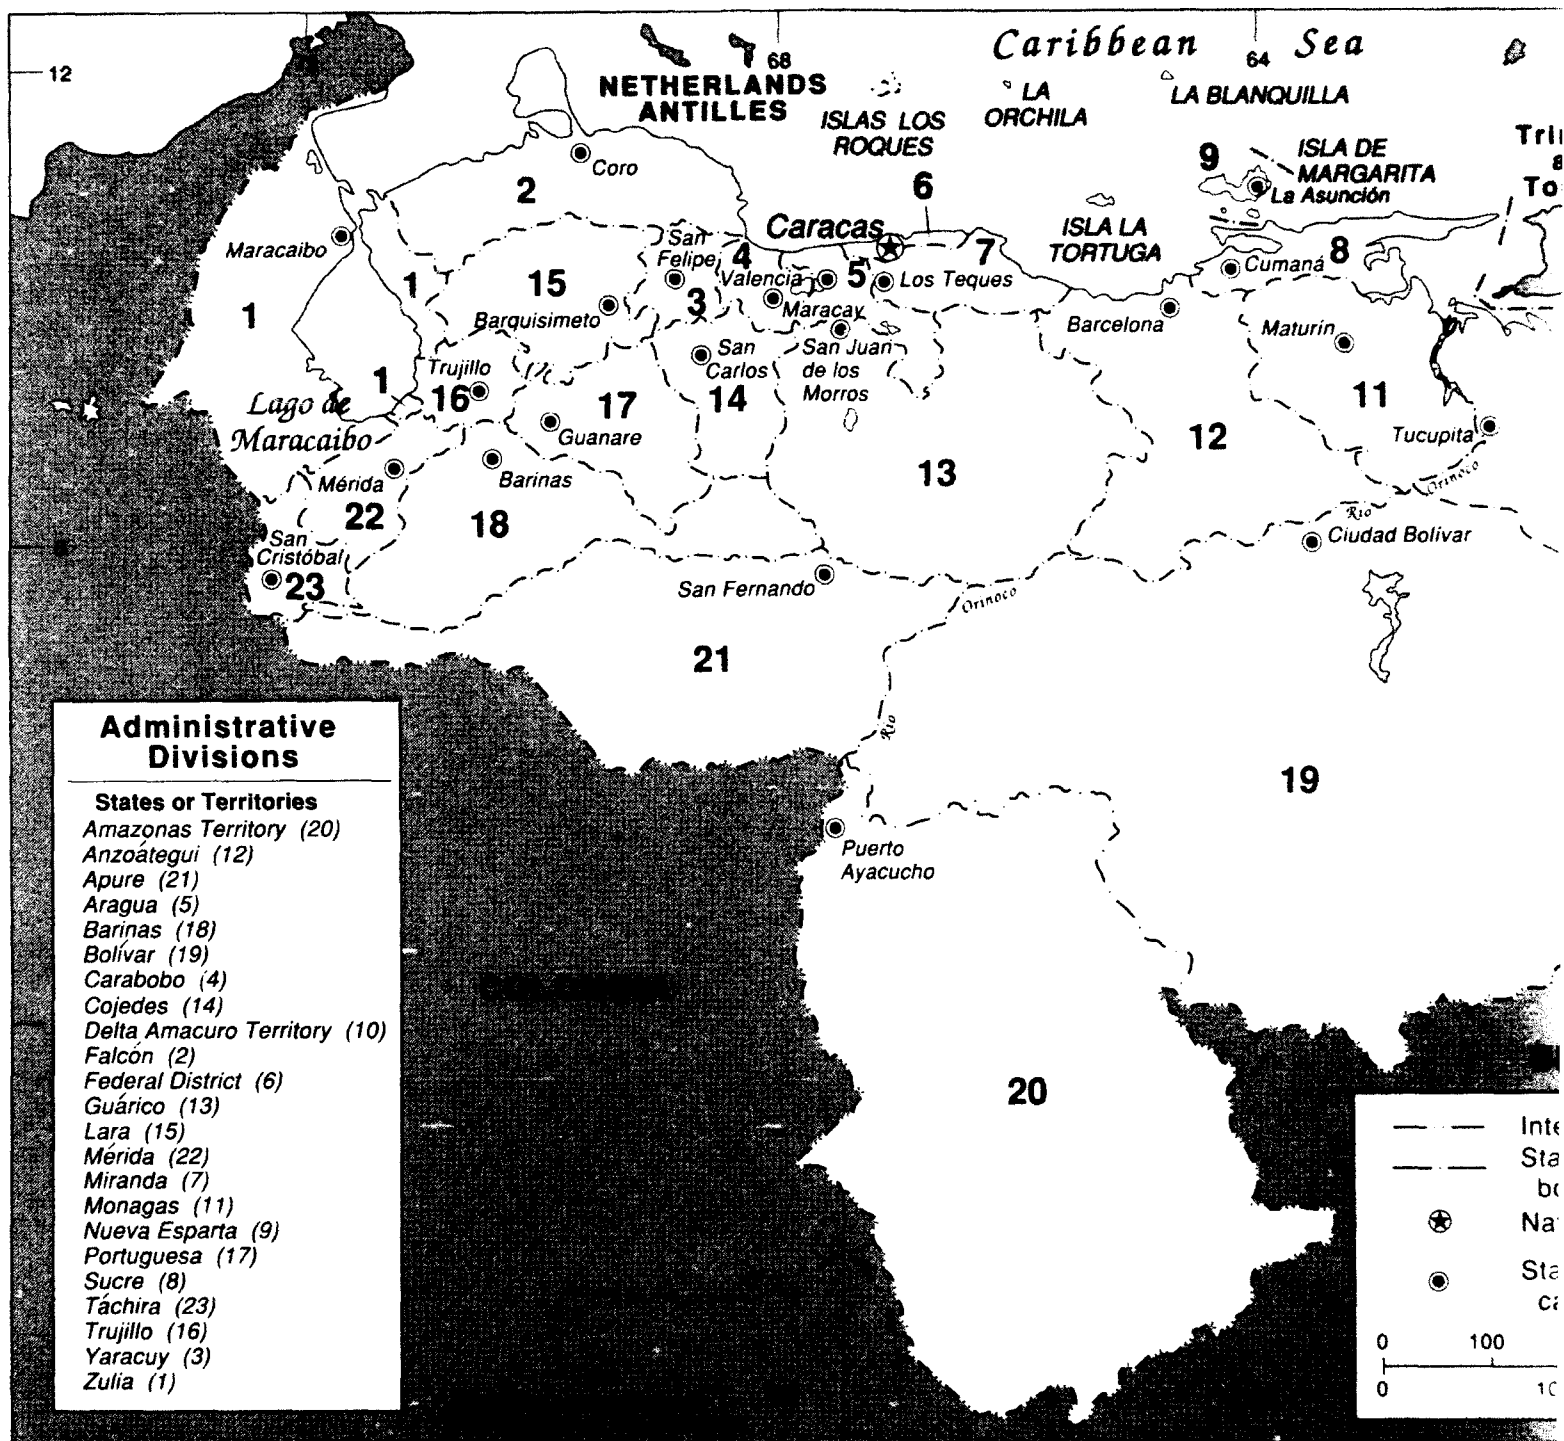 Caribbean Sea
12
68
64
NETHERLANDS
ANTILLES
ISLAS LOS
ROQUES
LA
ORCHILA
LA BLANQUILLA
9
ISLA DE
MARGARITA
La Asunción
Coro
2
6
Caracas
ISLA LA
TORTUGA
7
8
Cumaná
Maracaibo
San
Felipe
4
Valencia
5
Los Teques
1
1
15
3
Maracay
Barquisimeto
Barcelona
Maturín
San
Carlos
San Juan
de los
Morros
Trujillo
1
16
17
14
11
Lago de
Maracaibo
Guanare
12
Tucupita
13
Mérida
Barinas
Orinoco
22
18
Río
Ciudad Bolívar
San
Cristóbal
23
San Fernando
Orinoco
21
Río
19
Puerto
Ayacucho
20
Administrative
Divisions
States or Territories
Amazonas Territory (20)
Anzoátegui (12)
Apure (21)
Aragua (5)
Barinas (18)
Bolívar (19)
Carabobo (4)
Cojedes (14)
Delta Amacuro Territory (10)
Falcón (2)
Federal District (6)
Guárico (13)
Lara (15)
Mérida (22)
Miranda (7)
Monagas (11)
Nueva Esparta (9)
Portuguesa (17)
Sucre (8)
Táchira (23)
Trujillo (16)
Yaracuy (3)
Zulia (1)
0 100
0